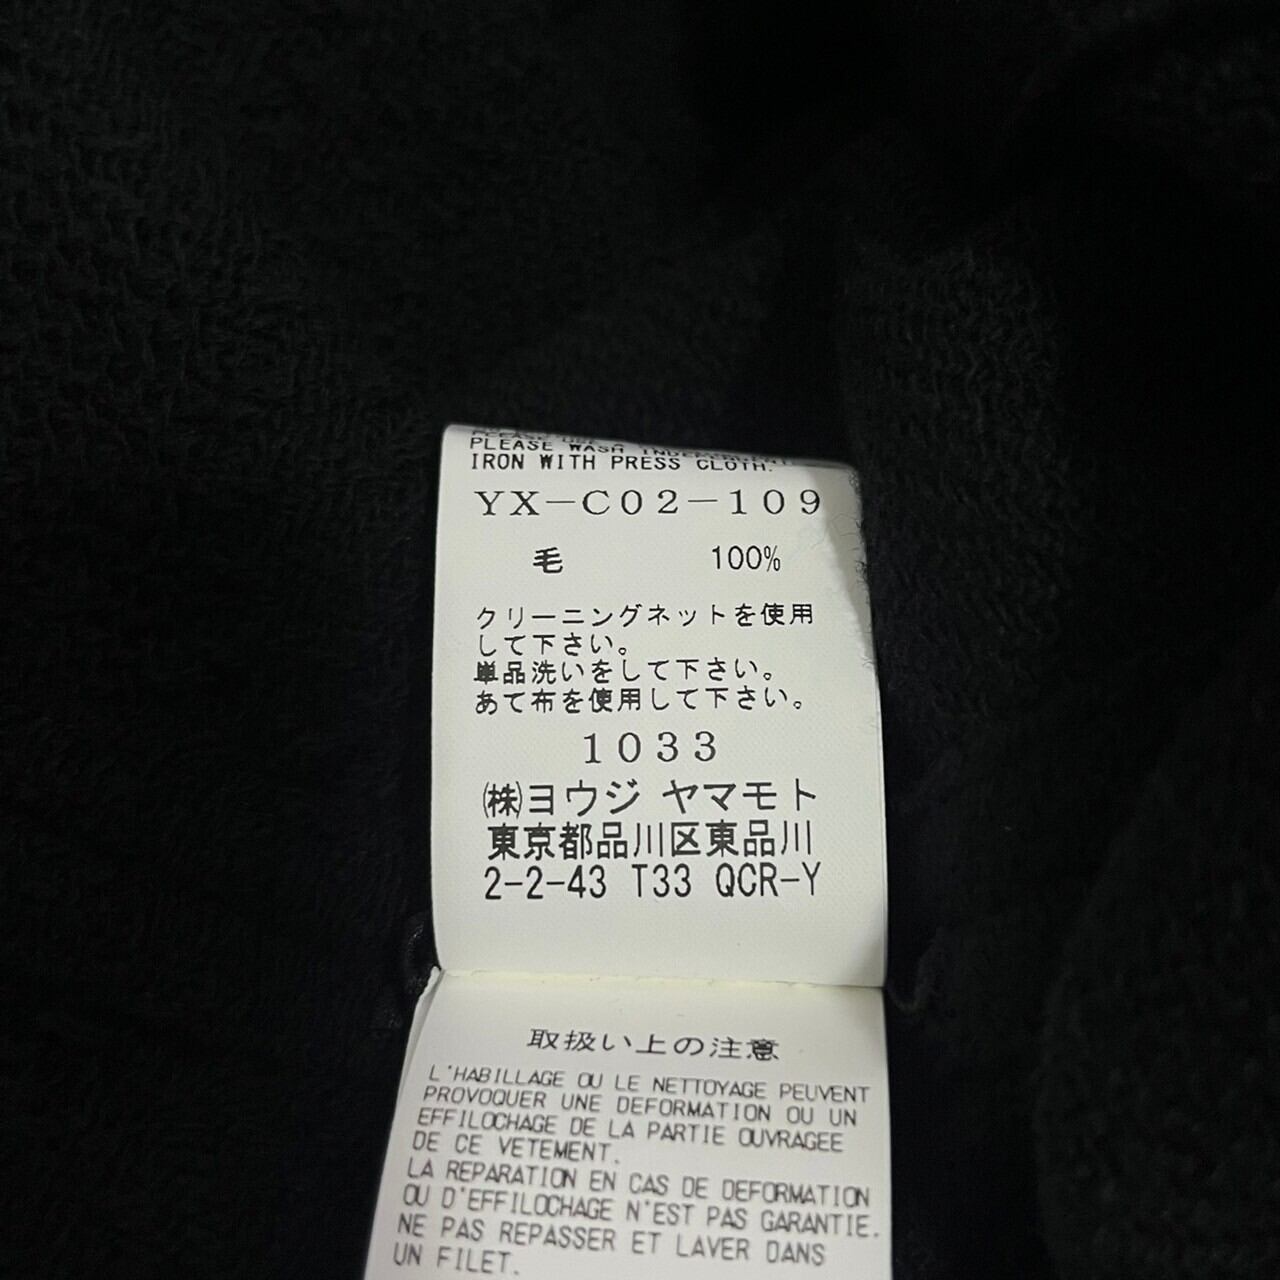 PLEASE WASH
IRON WITH PRESS CLOTH.
YX-C02-109
毛 100%
クリーニングネットを使用
して下さい。
単品洗いをして下さい。
あて布を使用して下さい。
1033
㈱ヨウジ ヤマモト
東京都品川区東品川
2-2-43 T33 QCR-Y
取扱い上の注意
L'HABILLAGE OU LE NETTOYAGE PEUVENT
PROVOQUER UNE DEFORMATION OU UN
EFFILOCHAGE DE LA PARTIE OUVRAGEE
DE CE VETEMENT.
LA REPARATION EN CAS DE DEFORMATION
OU D'EFFILOCHAGE N'EST PAS GARANTIE.
NE PAS REPASSER ET LAVER DANS
UN FILET.